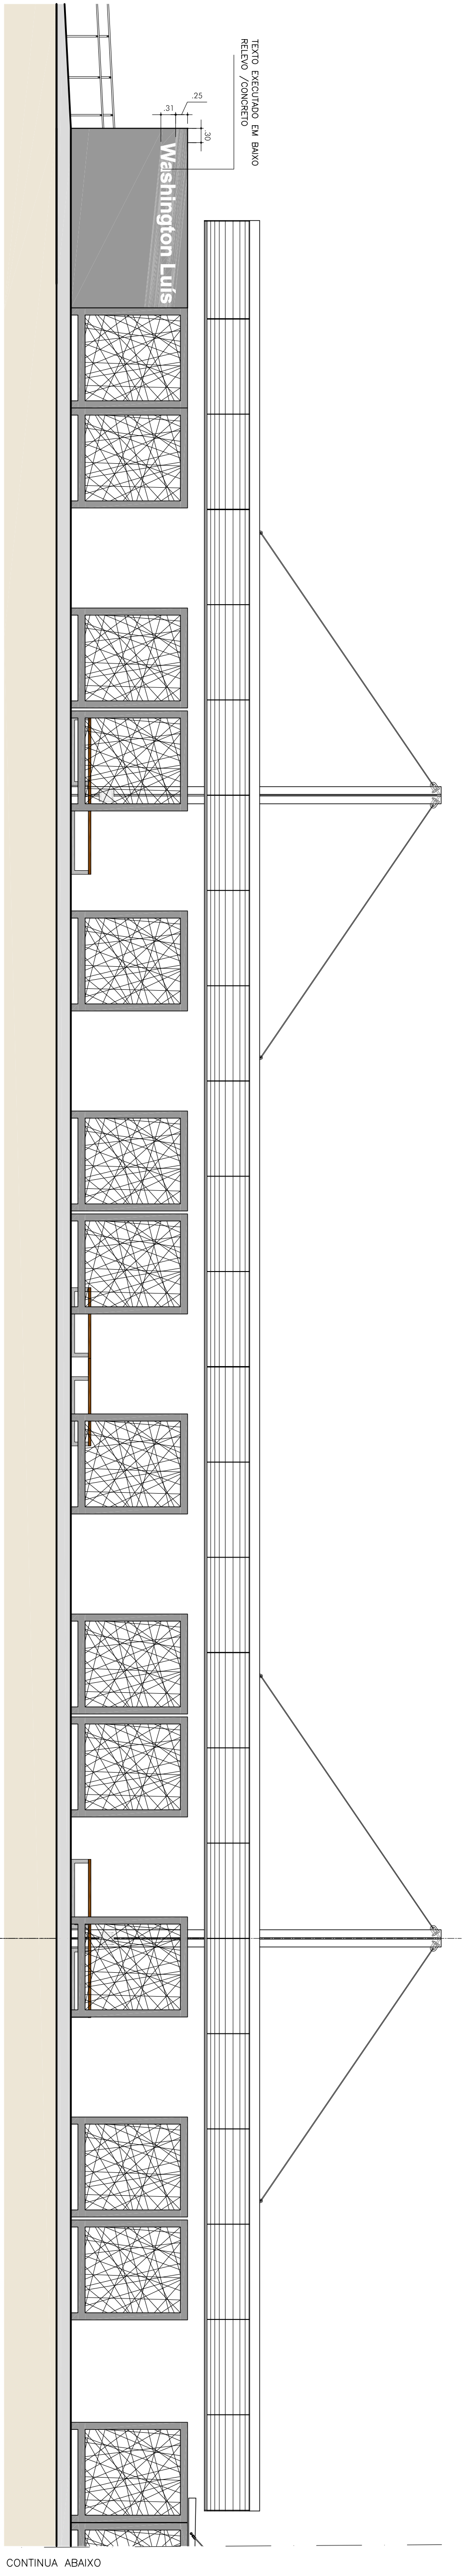 TEXTO EXECUTADO EM BAIXO
RELEVO /CONCRETO
.25
.31
.30
Washington Luís
CONTINUA ABAIXO